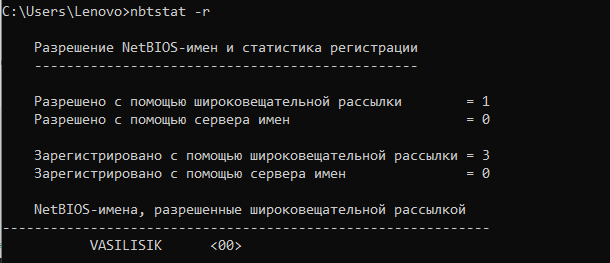 C:\Users\Lenovo>nbtstat -r
Разрешение NetBIOS-имен и статистика регистрации
------------------------------------------------
Разрешено с помощью широковещательной рассылки = 1
Разрешено с помощью сервера имен = 0
Зарегистрировано с помощью широковещательной рассылки = 3
Зарегистрировано с помощью сервера имен = 0
NetBIOS-имена, разрешенные широковещательной рассылкой
-------------------------------------------------------------
VASILISIK <00>